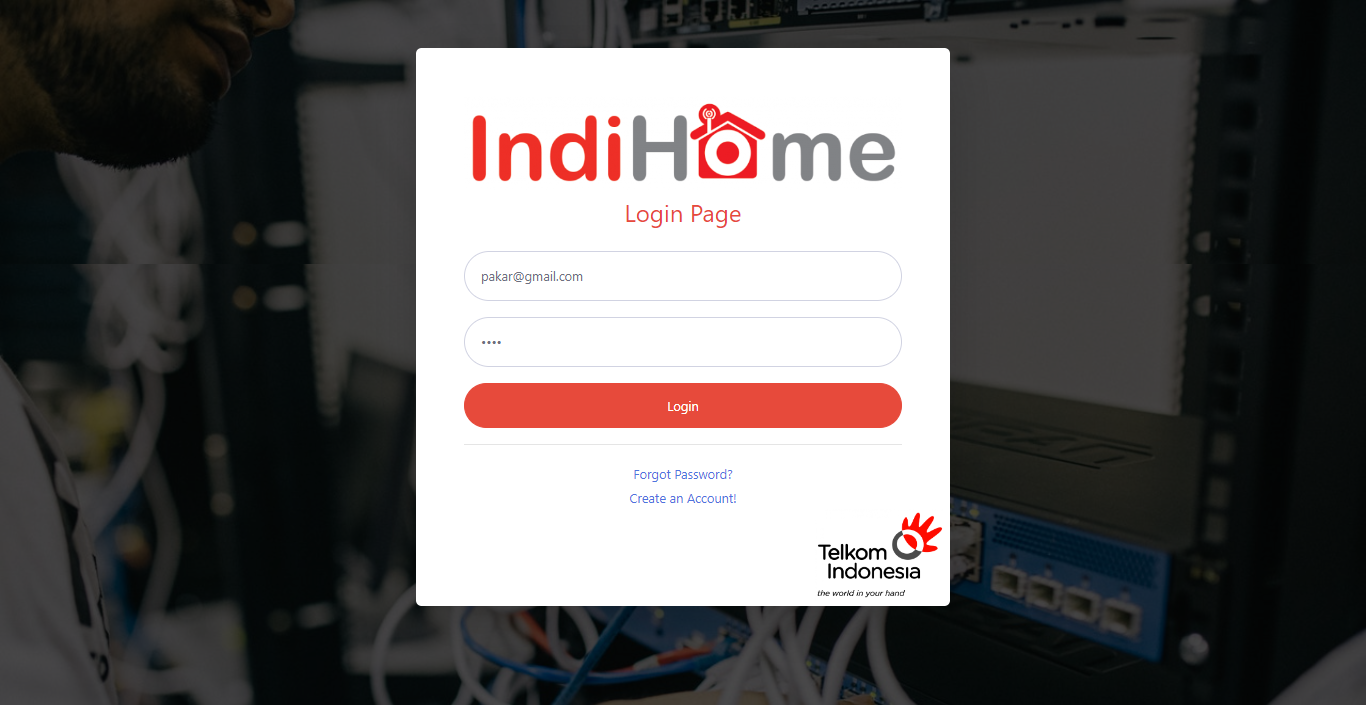 IndiHome
Login Page
pakar@gmail.com
••••
Login
Forgot Password?
Create an Account!
Telkom
Indonesia
the world in your hand